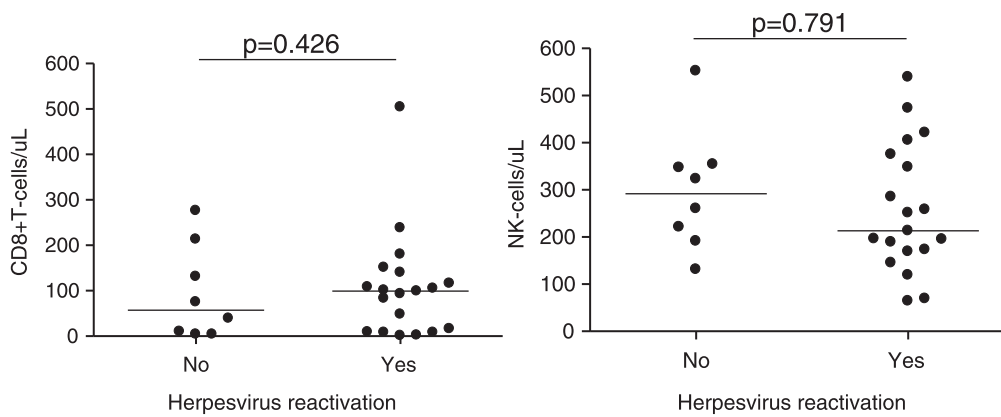 p=0.426
600
500
400
300
200
100
0
CD8+T-cells/uL
No
Yes
Herpesvirus reactivation
p=0.791
600
500
400
300
200
100
0
NK-cells/uL
No
Yes
Herpesvirus reactivation